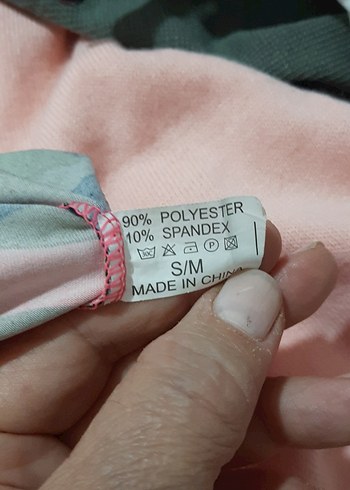 90% POLYESTER
10% SPANDEX
P
S/M
MADE IN CHINA